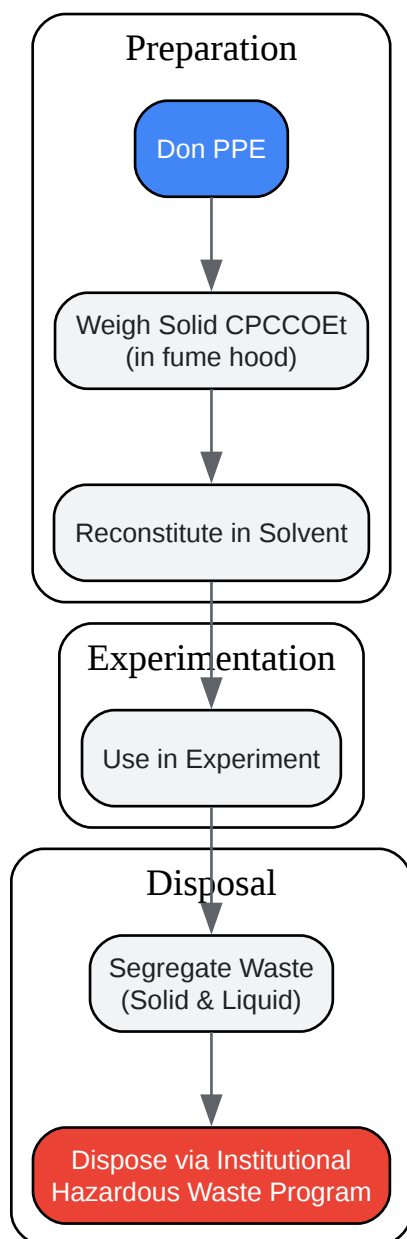 Preparation
Don PPE
Weigh Solid CPCCOEt
(in fume hood)
Reconstitute in Solvent
Experimentation
Use in Experiment
Disposal
Segregate Waste
(Solid & Liquid)
Dispose via Institutional
Hazardous Waste Program